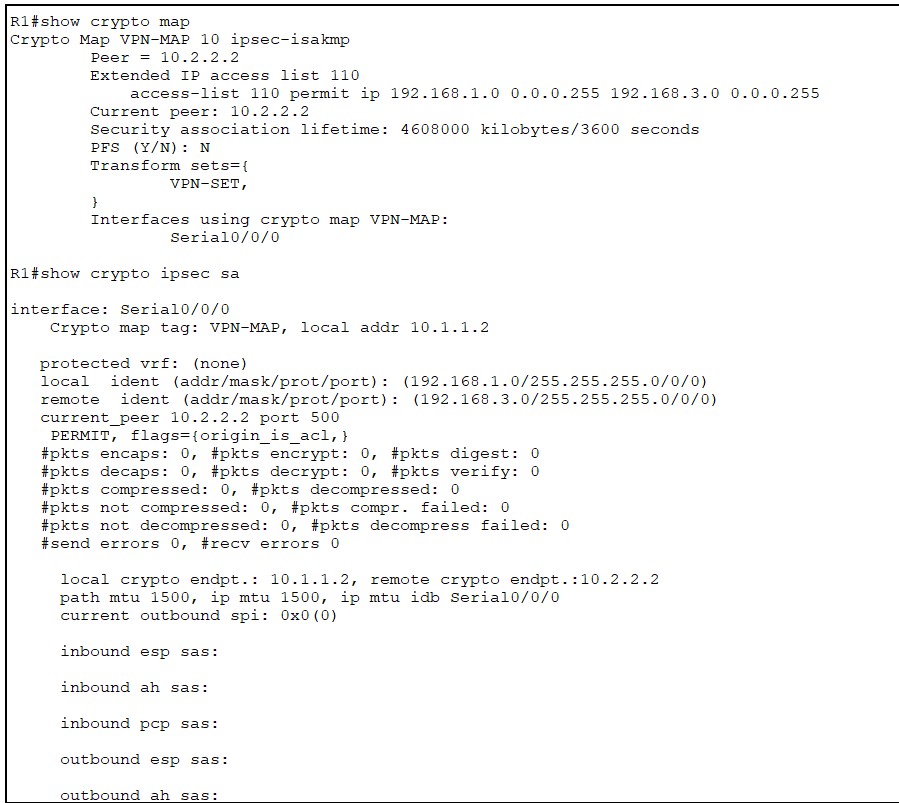 R1#show crypto map
Crypto Map VPN-MAP 10 ipsec-isakmp
Peer = 10.2.2.2
Extended IP access list 110
access-list 110 permit ip 192.168.1.0 0.0.0.255 192.168.3.0 0.0.0.255
Current peer: 10.2.2.2
Security association lifetime: 4608000 kilobytes/3600 seconds
PFS (Y/N): N
Transform sets={
VPN-SET,
}
Interfaces using crypto map VPN-MAP:
Serial0/0/0
R1#show crypto ipsec sa
interface: Serial0/0/0
Crypto map tag: VPN-MAP, local addr 10.1.1.2
protected vrf: (none)
local ident (addr/mask/prot/port): (192.168.1.0/255.255.255.0/0/0)
remote ident (addr/mask/prot/port): (192.168.3.0/255.255.255.0/0/0)
current_peer 10.2.2.2 port 500
PERMIT, flags={origin_is_acl,}
#pkts encaps: 0, #pkts encrypt: 0, #pkts digest: 0
#pkts decaps: 0, #pkts decrypt: 0, #pkts verify: 0
#pkts compressed: 0, #pkts decompressed: 0
#pkts not compressed: 0, #pkts compr. failed: 0
#pkts not decompressed: 0, #pkts decompress failed: 0
#send errors 0, #recv errors 0
local crypto endpt.: 10.1.1.2, remote crypto endpt.:10.2.2.2
path mtu 1500, ip mtu 1500, ip mtu idb Serial0/0/0
current outbound spi: 0x0(0)
inbound esp sas:
inbound ah sas:
inbound pcp sas:
outbound esp sas:
outbound ah sas: